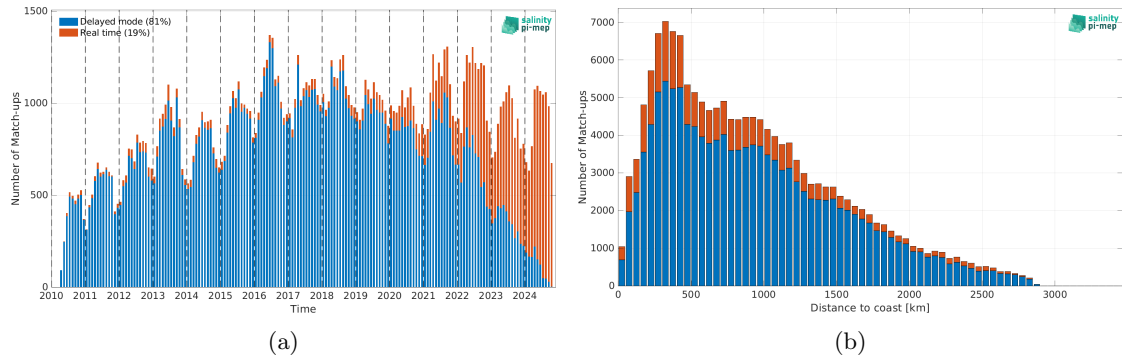 Delayed mode (81%)
Real time (19%)
salinity
pi-mep
Number of Match-ups
1500
1000
500
0
2010 2011 2012 2013 2014 2015 2016 2017 2018 2019 2020 2021 2022 2023 2024
Time
(a)
salinity
pi-mep
Number of Match-ups
7000
6000
5000
4000
3000
2000
1000
0
0 500 1000 1500 2000 2500 3000
Distance to coast [km]
(b)